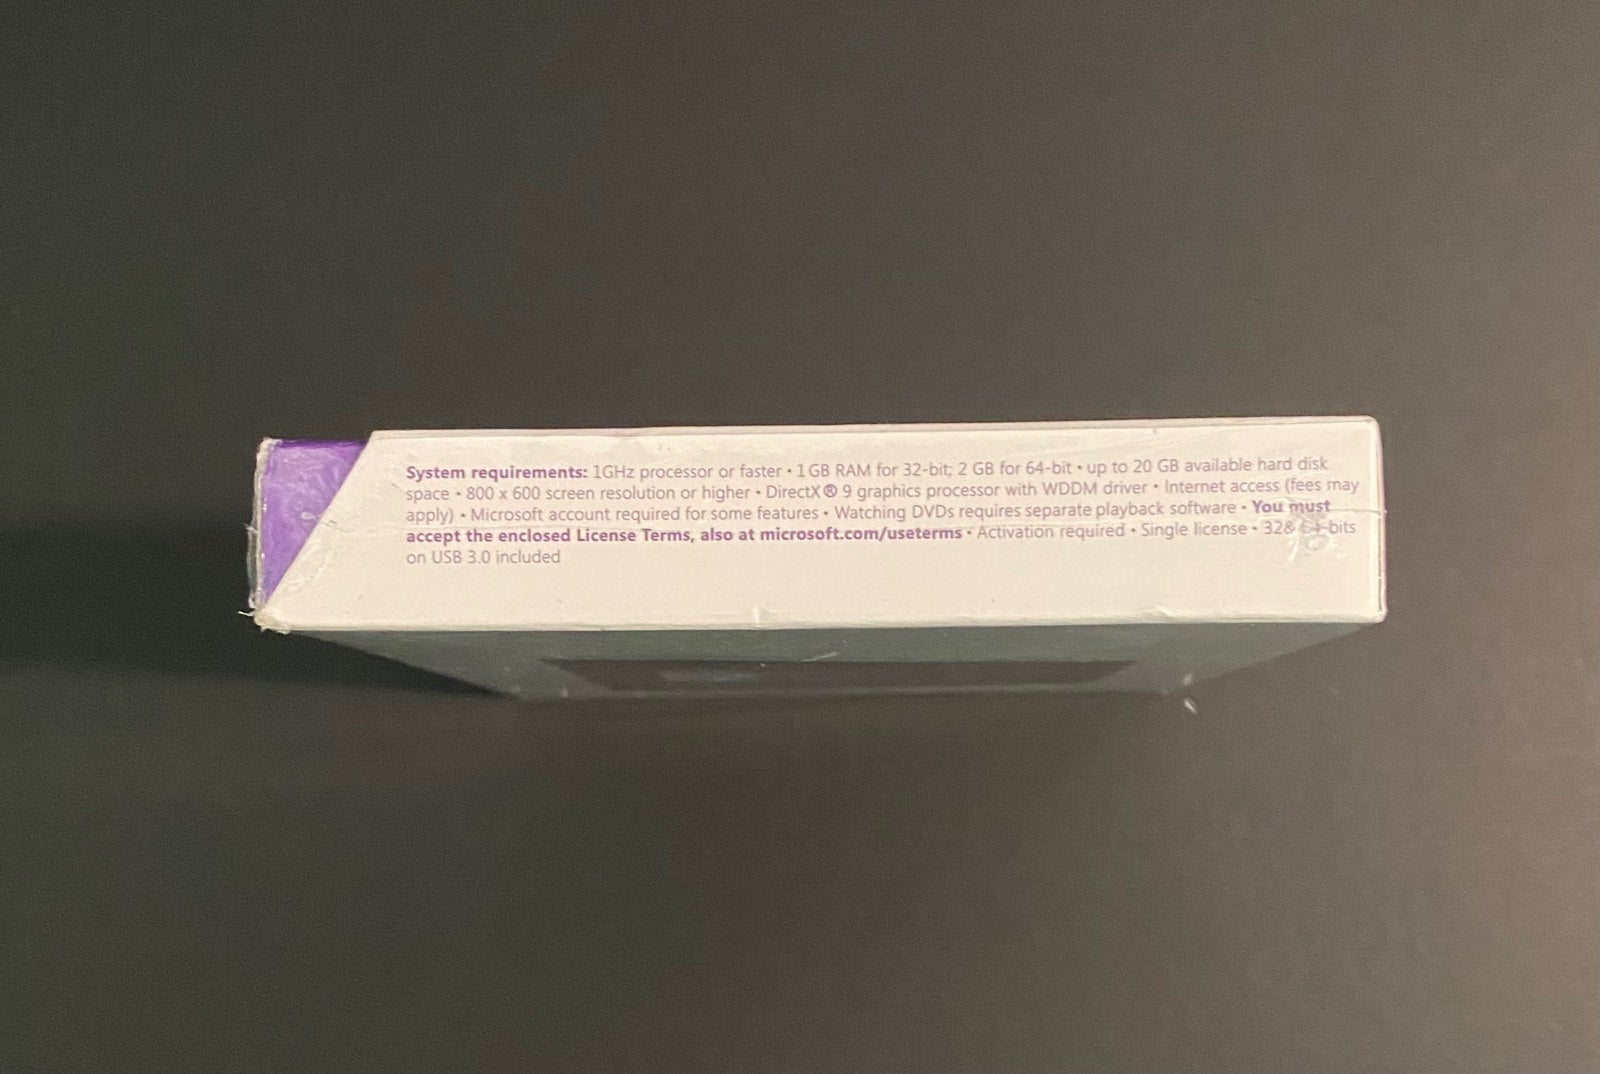 System requirements: 1GHz processor or faster • 1 GB RAM for 32-bit; 2 GB for 64-bit • up to 20 GB available hard disk
space • 800 x 600 screen resolution or higher • DirectX® 9 graphics processor with WDDM driver • Internet access (fees may
apply) • Microsoft account required for some features • Watching DVDs requires separate playback software • You must
accept the enclosed License Terms, also at microsoft.com/useterms • Activation required • Single license • 32& 64-bits
on USB 3.0 included